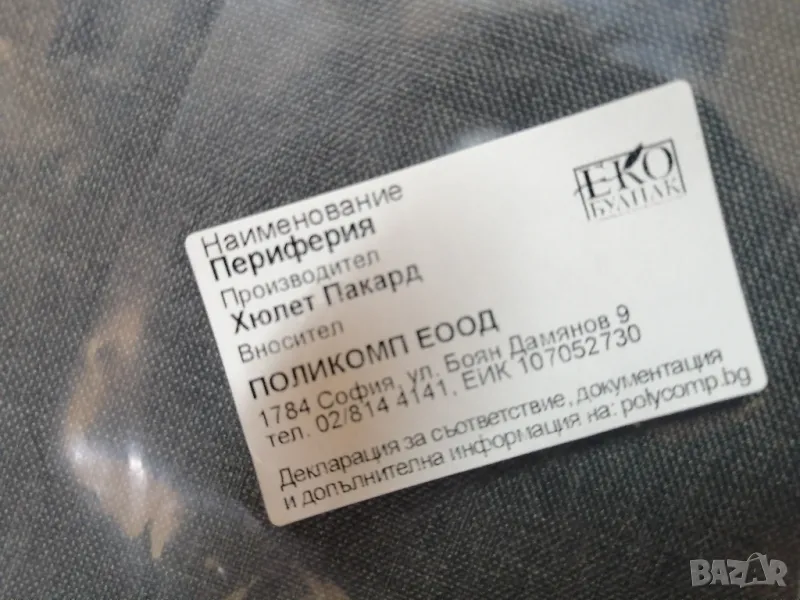 Наименование
Периферия
Производител
Хюлет Пакард
Вносител
ПОЛИКОМП ЕООД
1784 София, ул. Боян Дамянов 9
тел. 02/814 4141, ЕИК 107052730
Декларация за съответствие, документация
и допълнителна информация на: polycomp.bg
ЕКО
БУЛПАК
BAZAR